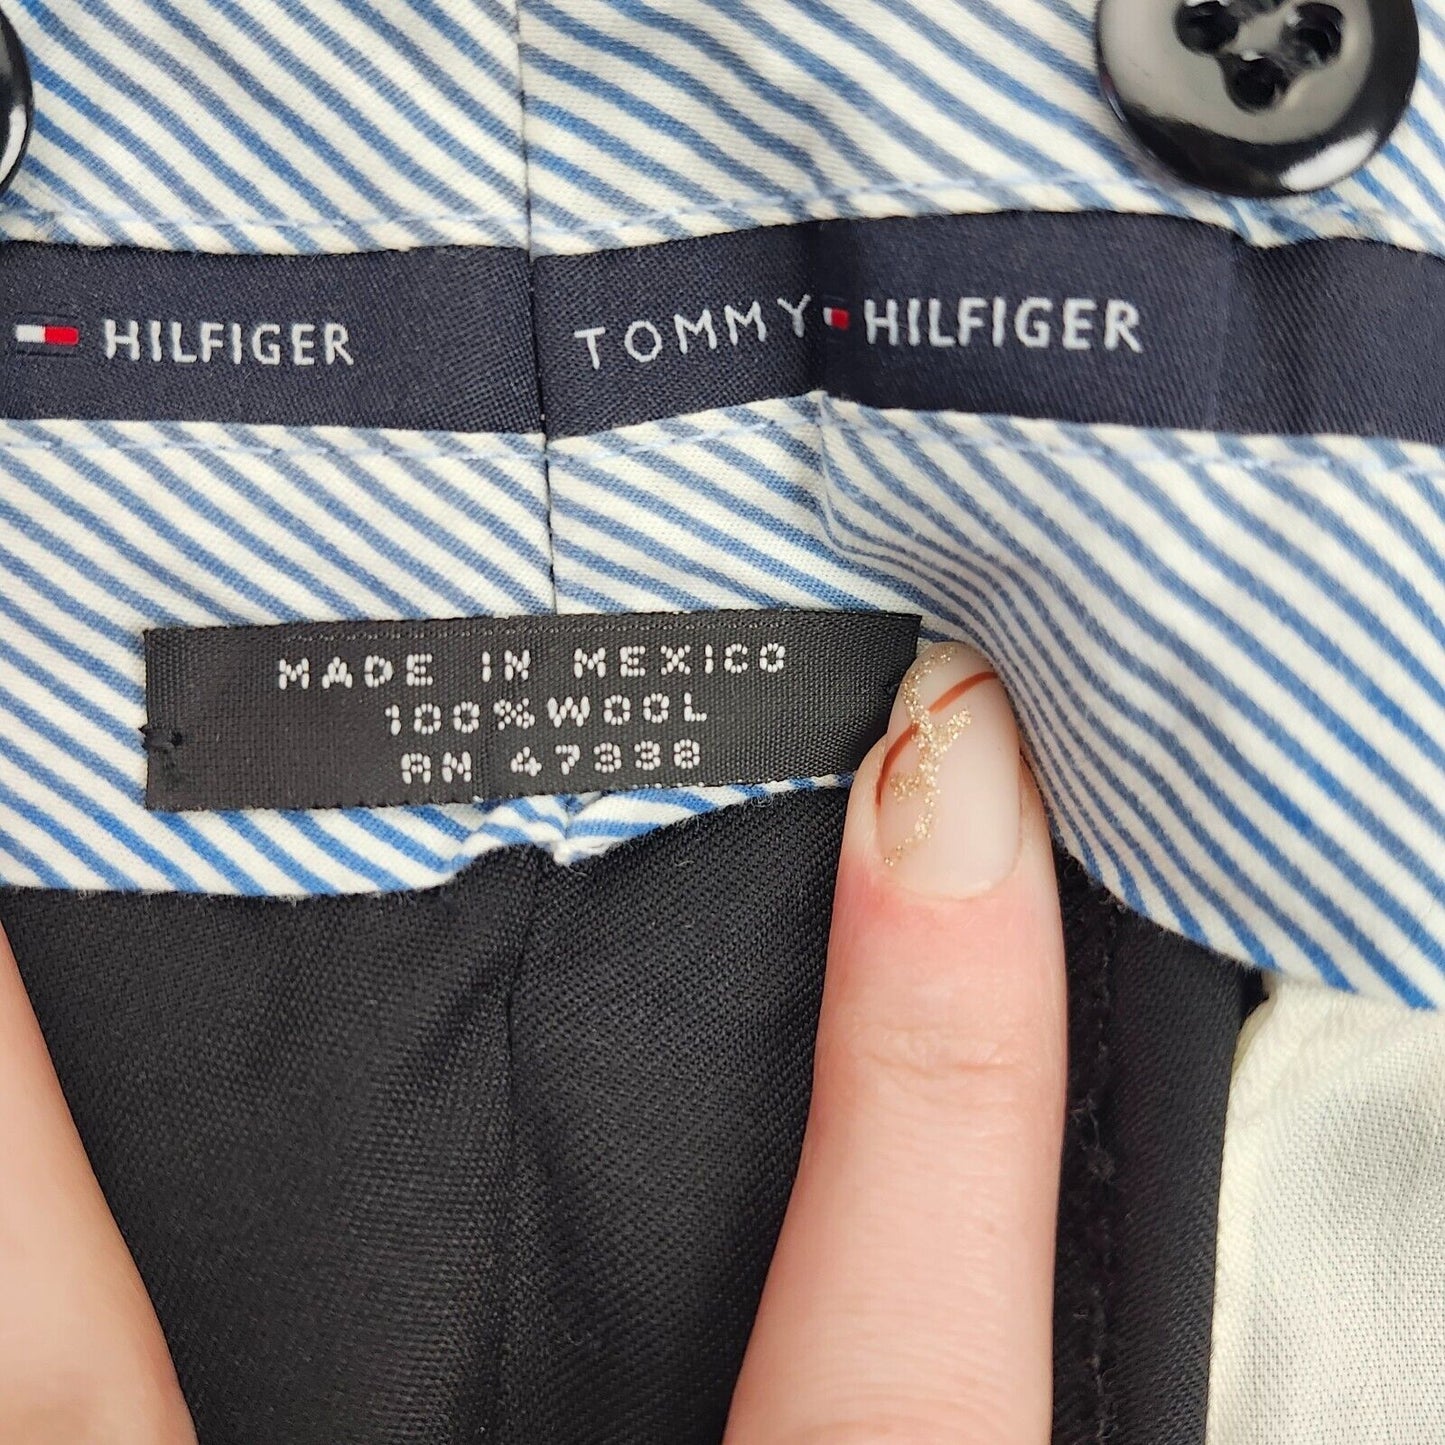 HILFIGER TOMMY HILFIGER
MADE IN MEXICO
100% WOOL
RN 47338